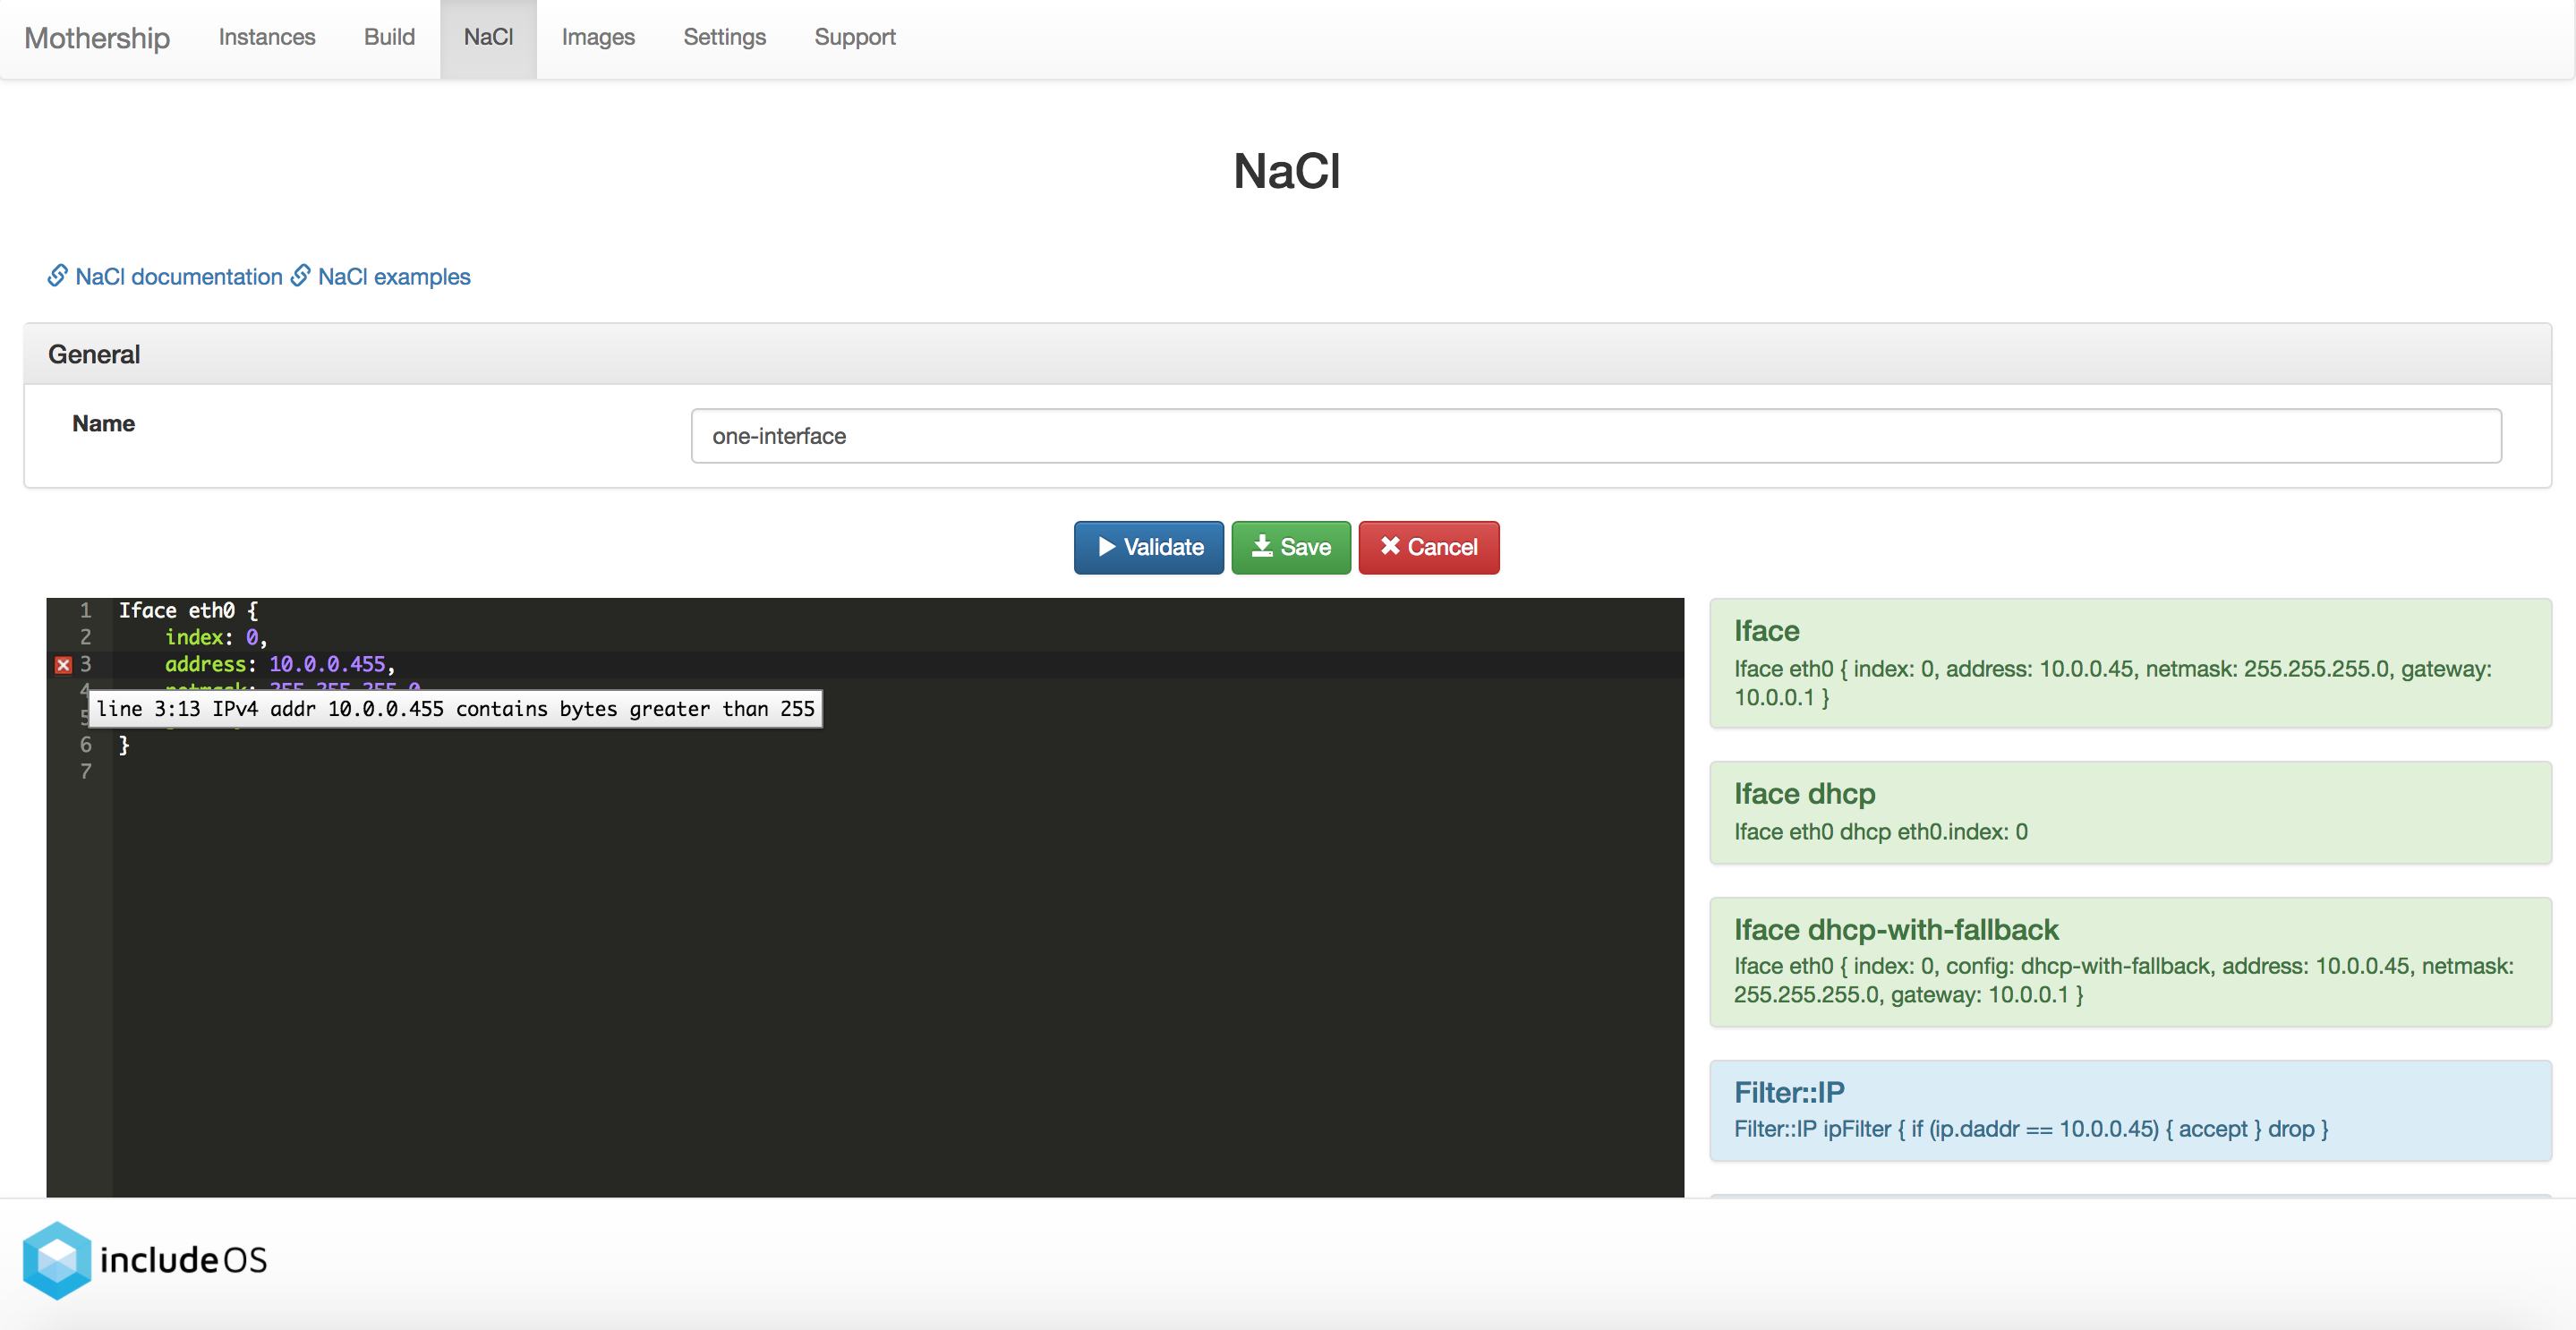 Mothership Instances Build NaCl Images Settings Support
NaCl
NaCl documentation NaCl examples
General
Name one-interface
Validate Save Cancel
1 Iface eth0 {
2 index: 0,
3 address: 10.0.0.455,
4 netmask: 255.255.255.0
line 3:13 IPv4 addr 10.0.0.455 contains bytes greater than 255
5
6 }
7
Iface
Iface eth0 { index: 0, address: 10.0.0.45, netmask: 255.255.255.0, gateway:
10.0.0.1 }
Iface dhcp
Iface eth0 dhcp eth0.index: 0
Iface dhcp-with-fallback
Iface eth0 { index: 0, config: dhcp-with-fallback, address: 10.0.0.45, netmask:
255.255.255.0, gateway: 10.0.0.1 }
Filter::IP
Filter::IP ipFilter { if (ip.daddr == 10.0.0.45) { accept } drop }
includeOS